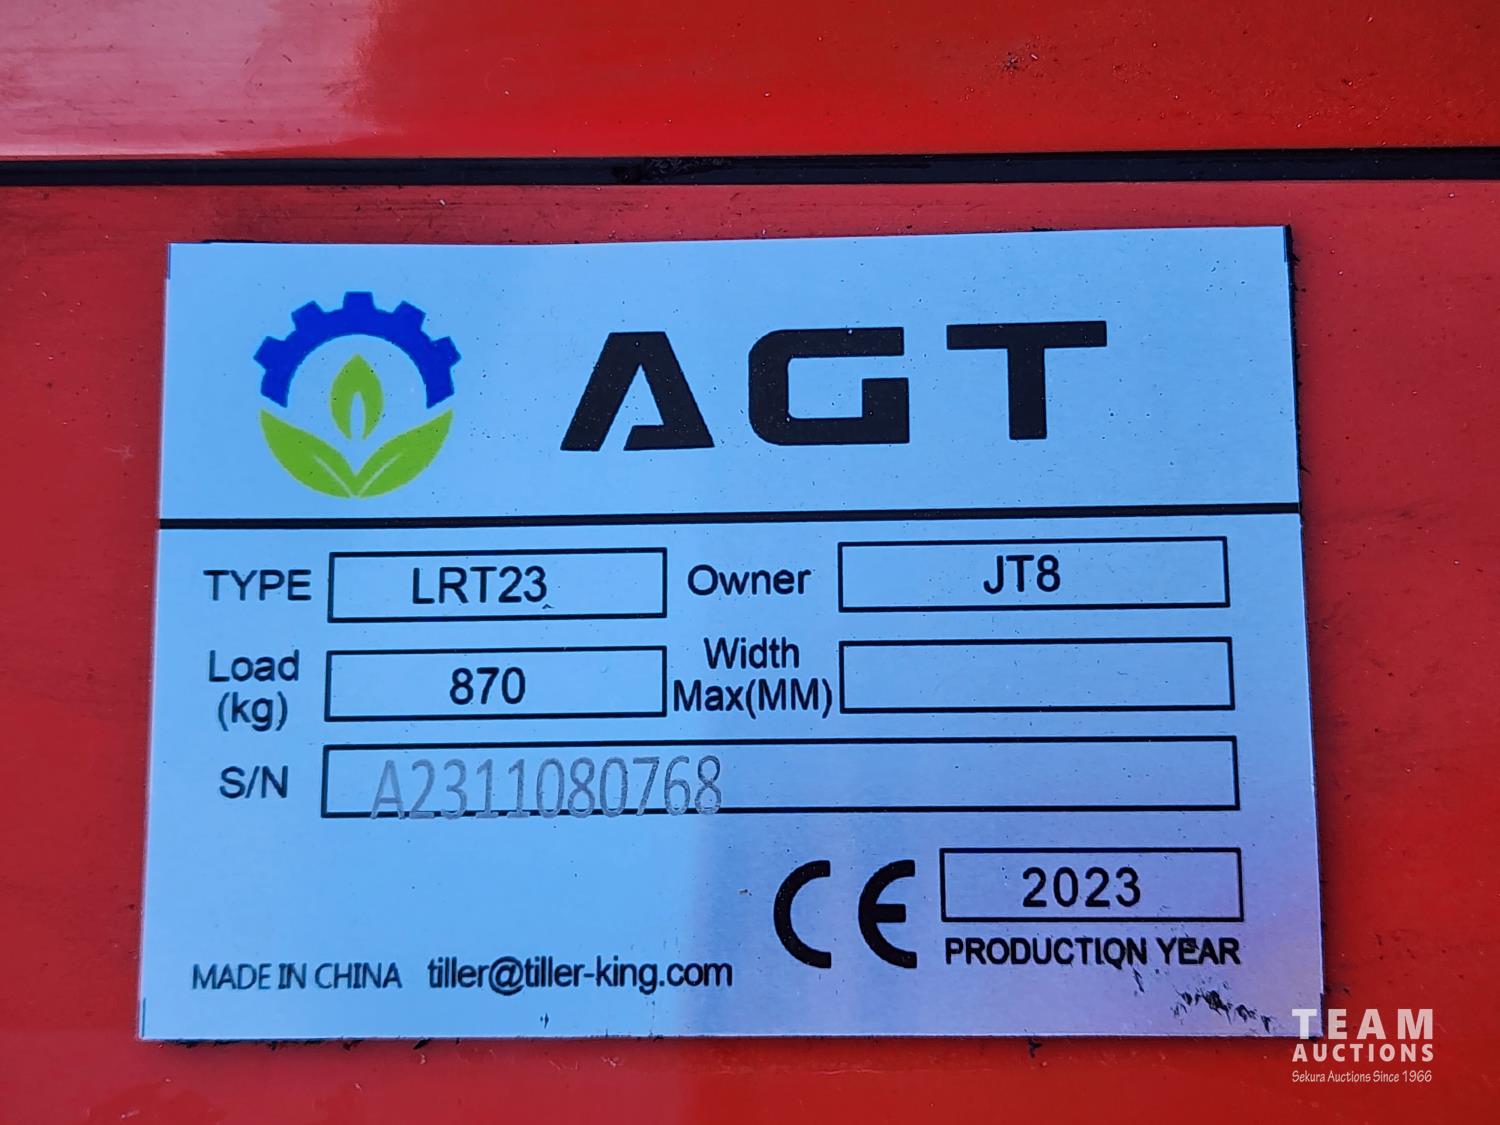 AGT
TYPE LRT23 Owner JT8
Load (kg) 870 Width Max(MM)
S/N A2311080768
CE 2023
PRODUCTION YEAR
MADE IN CHINA tiller@tiller-king.com
TEAM
AUCTIONS
Sekura Auctions Since 1966